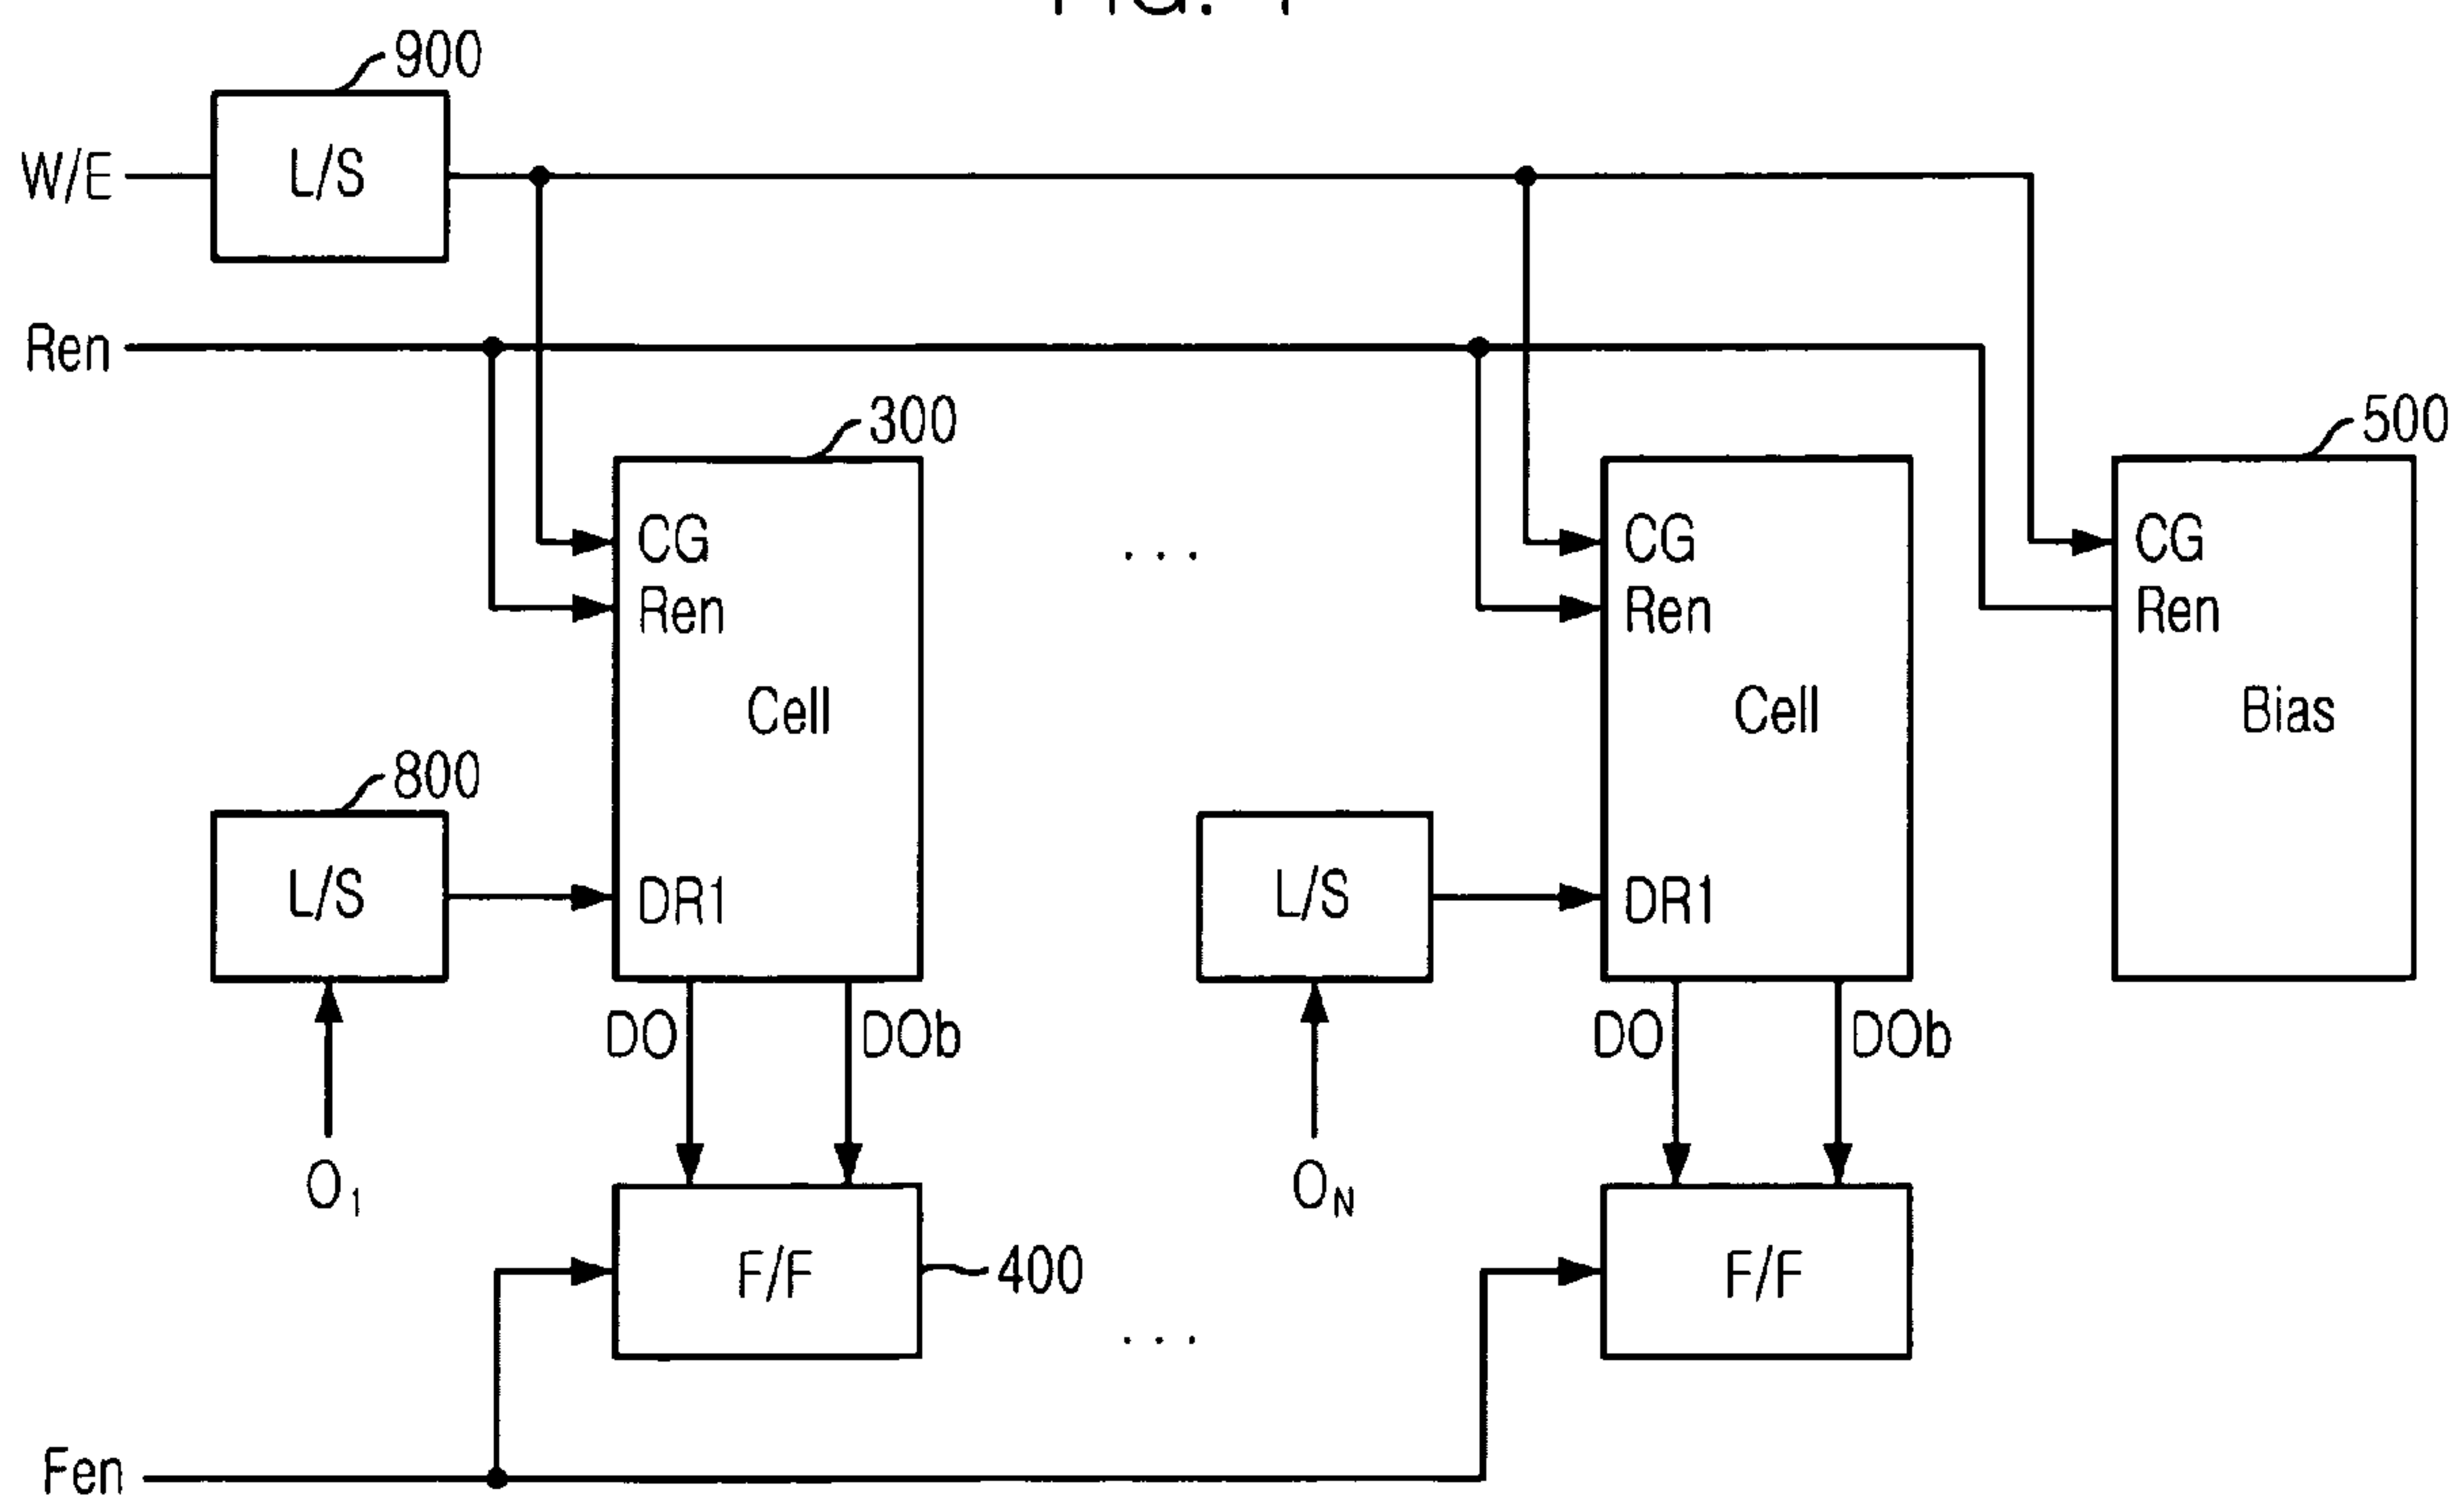 900
W/E
L/S
Ren
300
500
CG
Ren
Cell
DR1
. . .
CG
Ren
Cell
DR1
CG
Ren
Bias
800
L/S
L/S
DO
DOb
DO
DOb
O1
ON
F/F
400
. . .
F/F
Fen